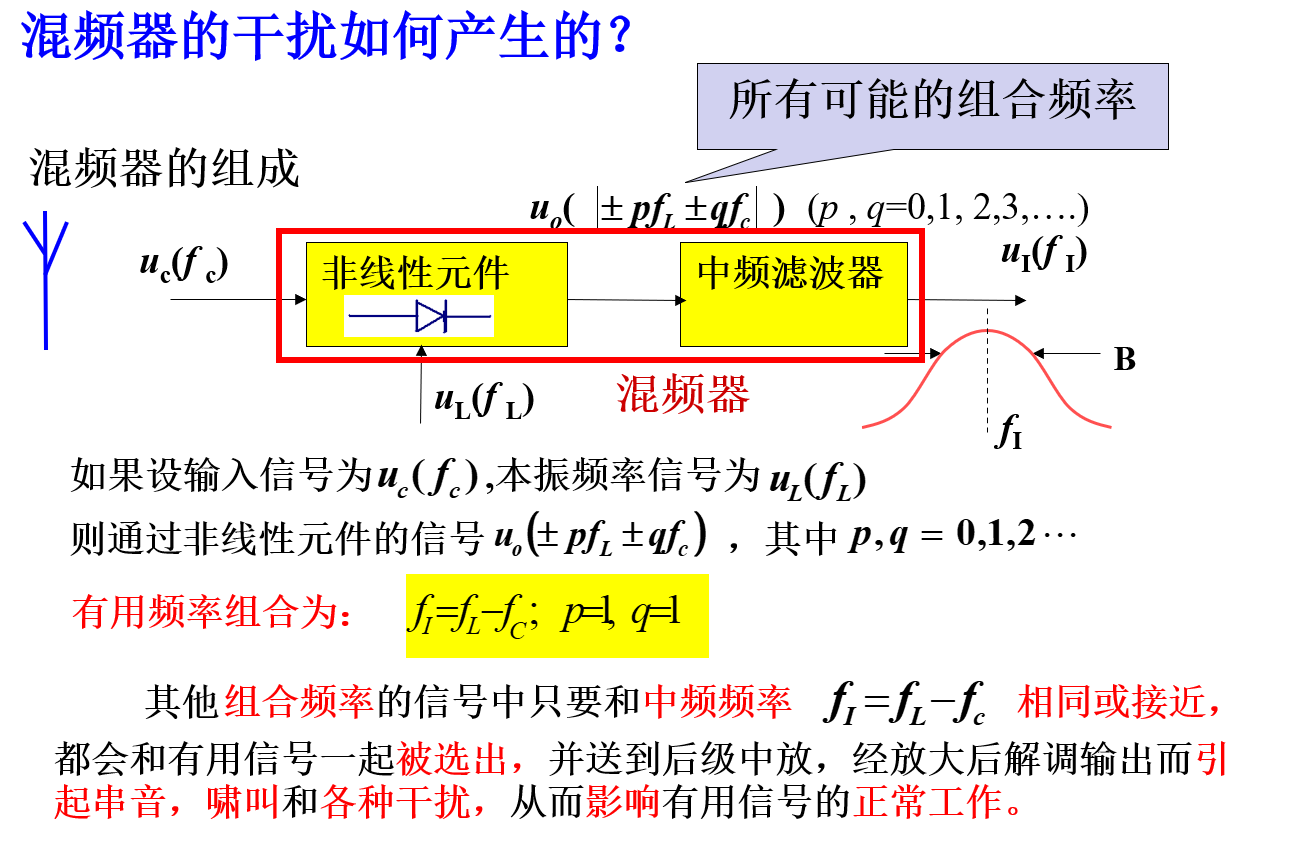 混频器的干扰如何产生的？
所有可能的组合频率
混频器的组成
u_o( |± pf_L ± qf_c| ) (p , q=0,1, 2,3,….)
u_c(f_c)
非线性元件
中频滤波器
u_I(f_I)
B
u_L(f_L)
混频器
f_I
如果设输入信号为u_c( f_c ) ,本振频率信号为 u_L(f_L)
则通过非线性元件的信号 u_o(± pf_L ± qf_c) ，其中 p,q = 0,1,2⋯
有用频率组合为： f_I=f_L−f_C; p=1, q=1
其他组合频率的信号中只要和中频频率 f_I = f_L − f_c 相同或接近，
都会和有用信号一起被选出，并送到后级中放，经放大后解调输出而引
起串音，啸叫和各种干扰，从而影响有用信号的正常工作。